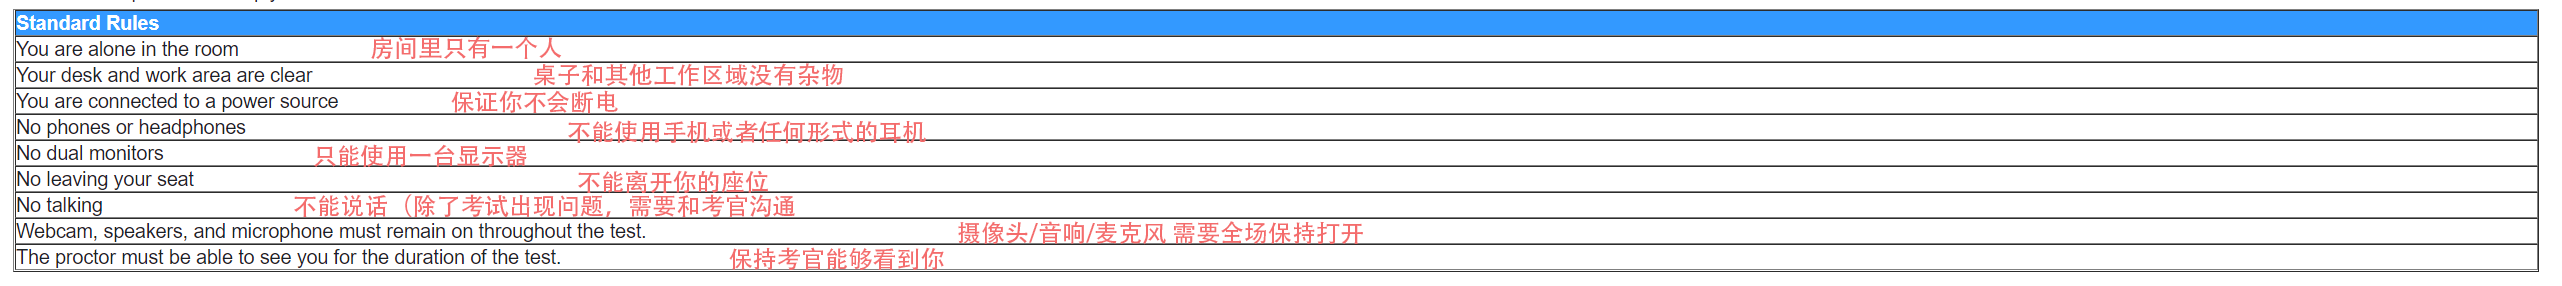 Standard Rules
You are alone in the room 房间里只有一个人
Your desk and work area are clear 桌子和其他工作区域没有杂物
You are connected to a power source 保证你不会断电
No phones or headphones 不能使用手机或者任何形式的耳机
No dual monitors 只能使用一台显示器
No leaving your seat 不能离开你的座位
No talking 不能说话（除了考试出现问题，需要和考官沟通
Webcam, speakers, and microphone must remain on throughout the test. 摄像头/音响/麦克风 需要全场保持打开
The proctor must be able to see you for the duration of the test. 保持考官能够看到你